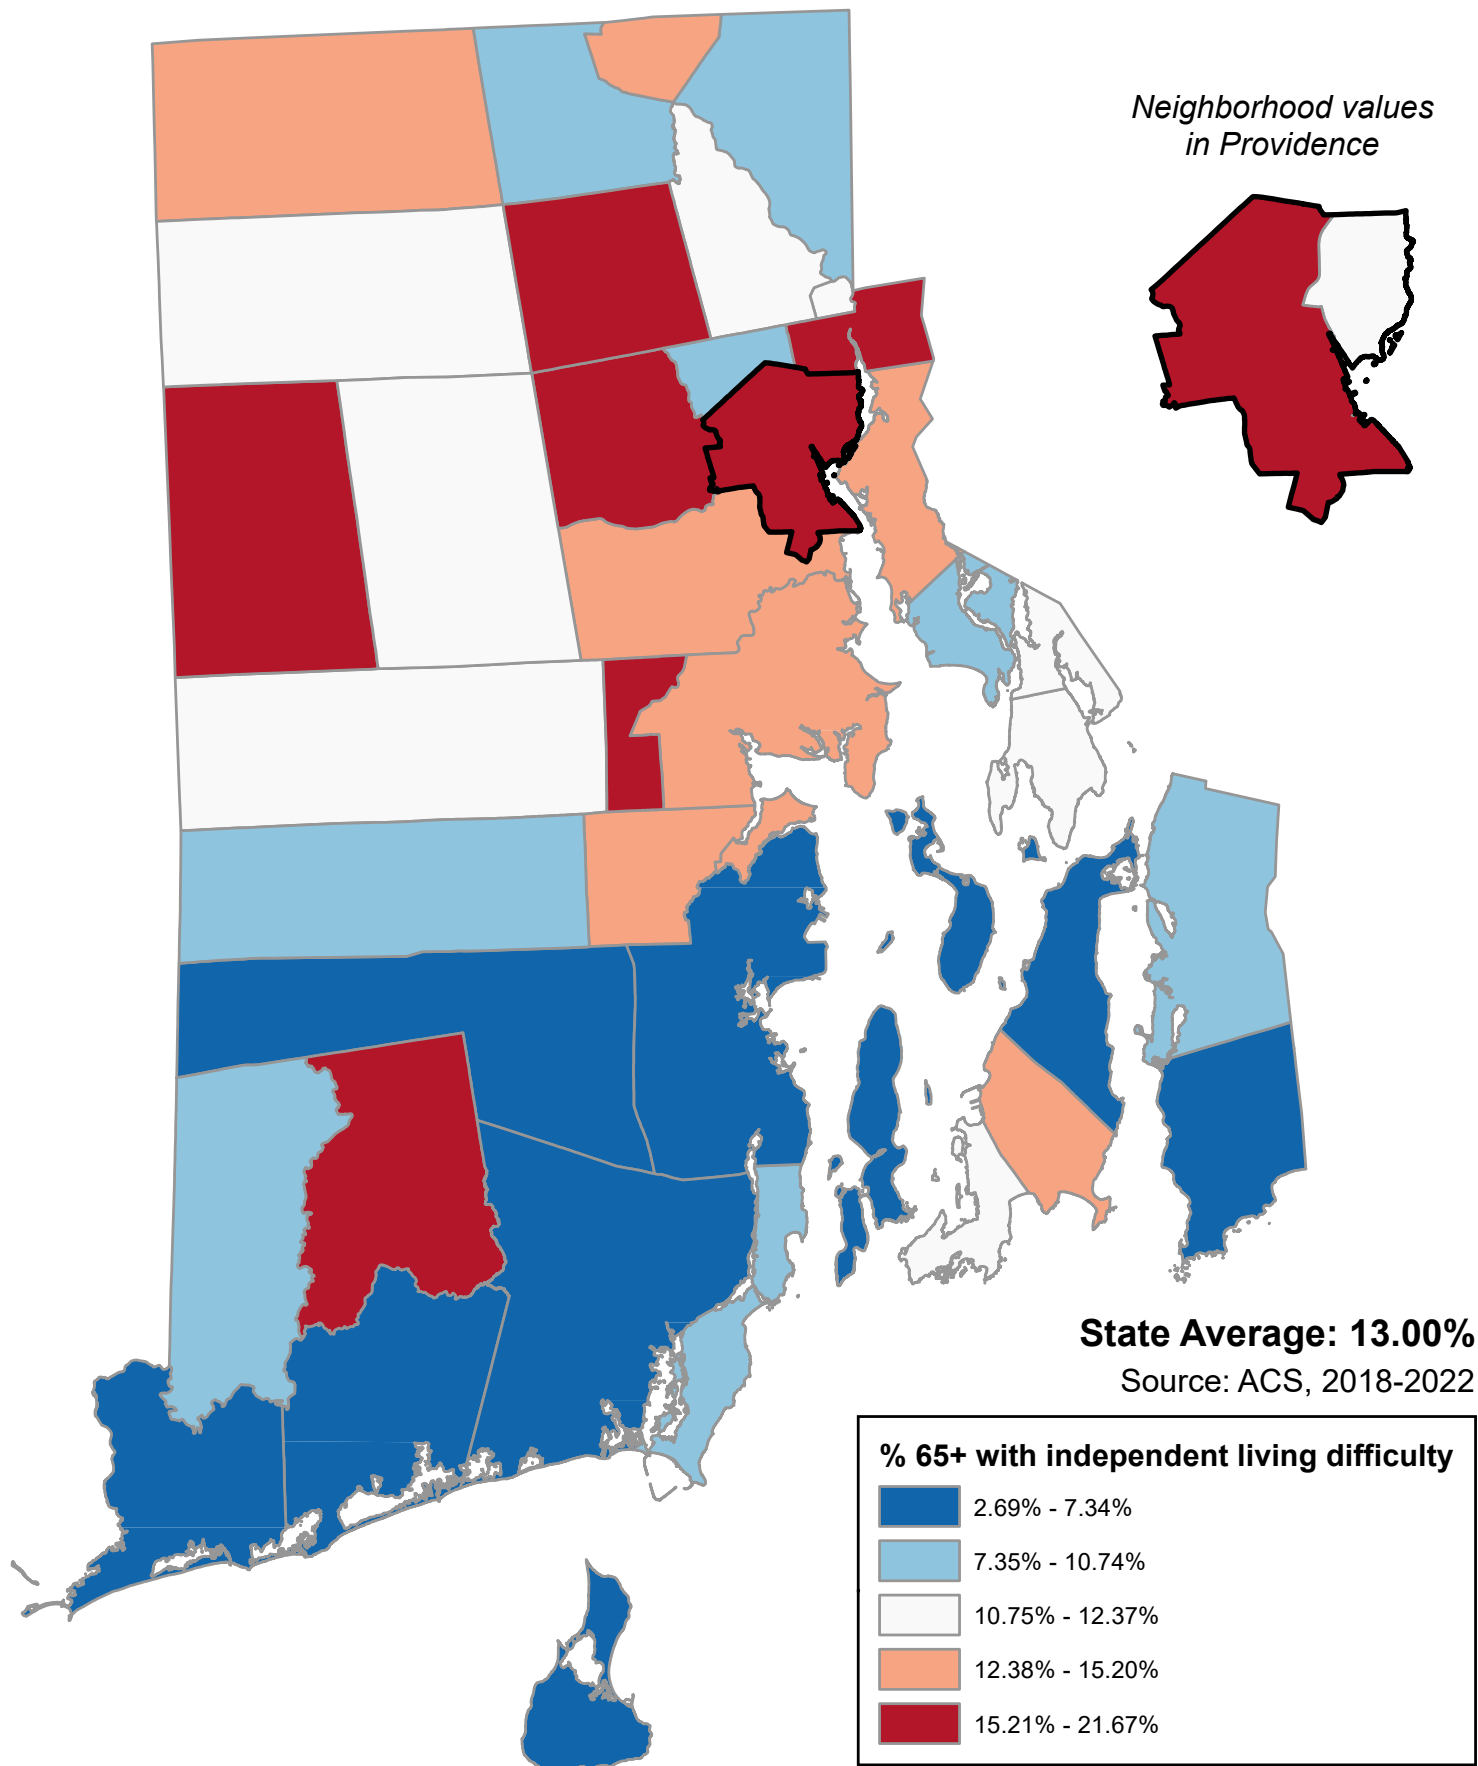 Neighborhood values
in Providence
State Average: 13.00%
Source: ACS, 2018-2022
% 65+ with independent living difficulty
2.69% - 7.34%
7.35% - 10.74%
10.75% - 12.37%
12.38% - 15.20%
15.21% - 21.67%